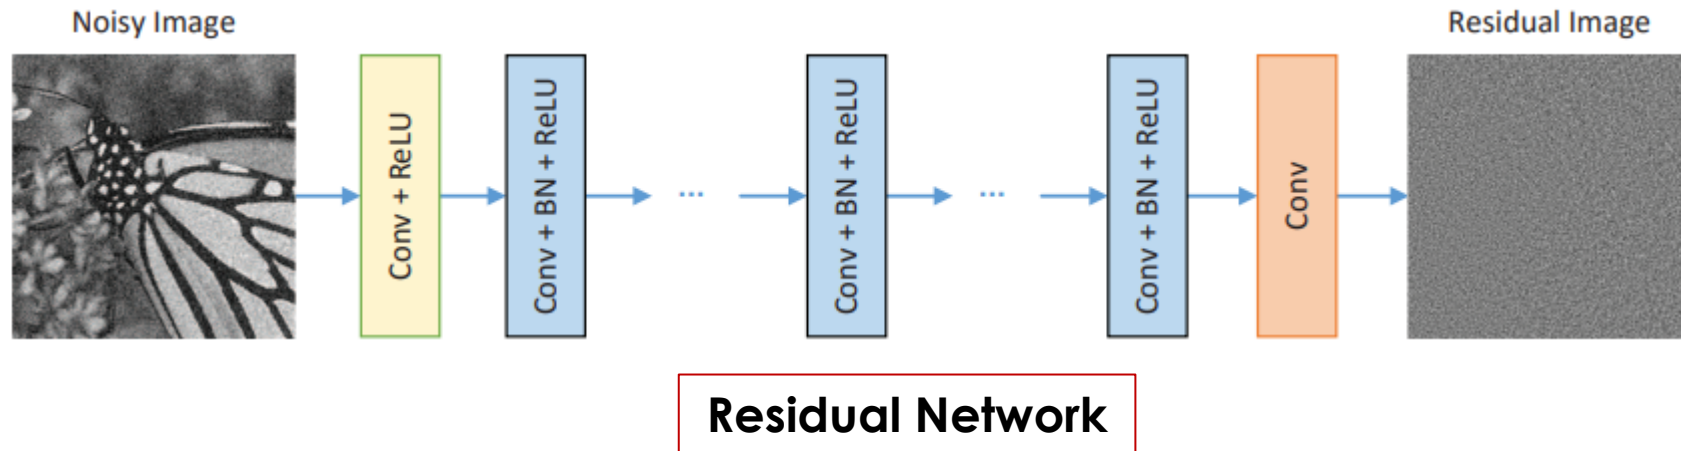 Noisy Image
Residual Image
Conv + ReLU
Conv + BN + ReLU
...
Conv + BN + ReLU
...
Conv + BN + ReLU
Conv
Residual Network